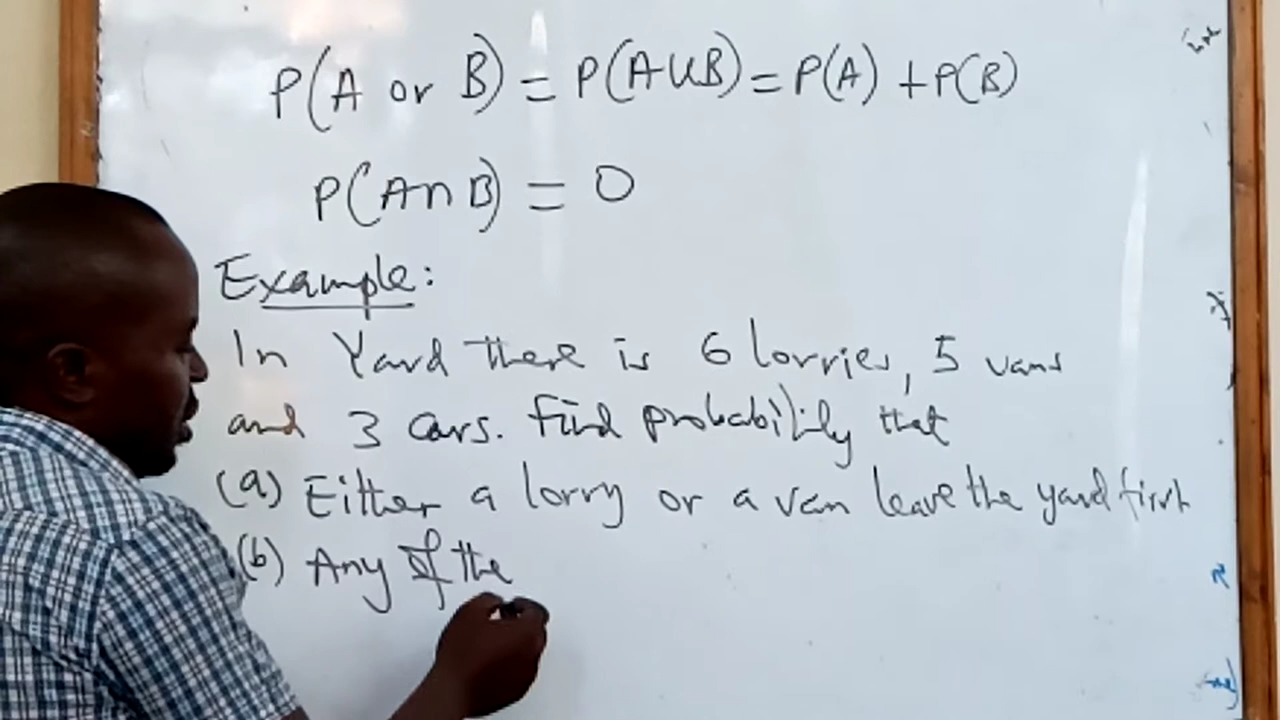 P(A or B) = P(A∪B) = P(A) + P(B)
P(A∩B) = 0
Example:
In Yard there is 6 lorries, 5 vans
and 3 cars. Find probability that
(a) Either a lorry or a van leave the yard first
(b) Any of the